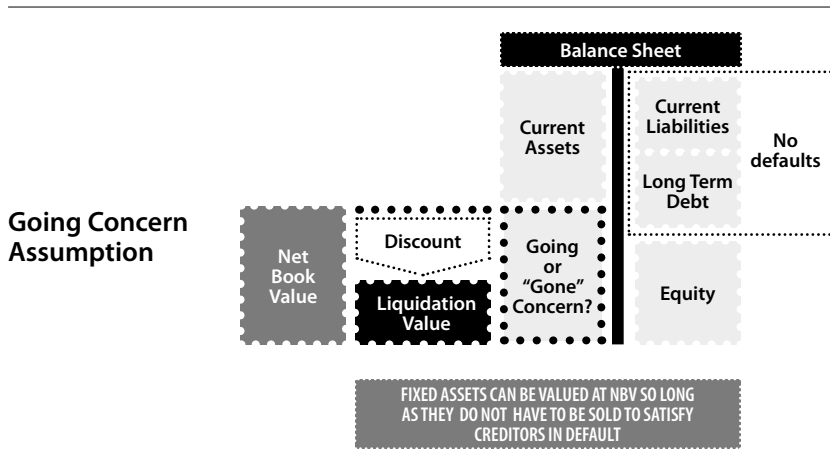 Balance Sheet
Current
Assets
Current
Liabilities
No
defaults
Long Term
Debt
Going Concern
Assumption
Net
Book
Value
Discount
Liquidation
Value
Going
or
“Gone”
Concern?
Equity
FIXED ASSETS CAN BE VALUED AT NBV SO LONG
AS THEY DO NOT HAVE TO BE SOLD TO SATISFY
CREDITORS IN DEFAULT